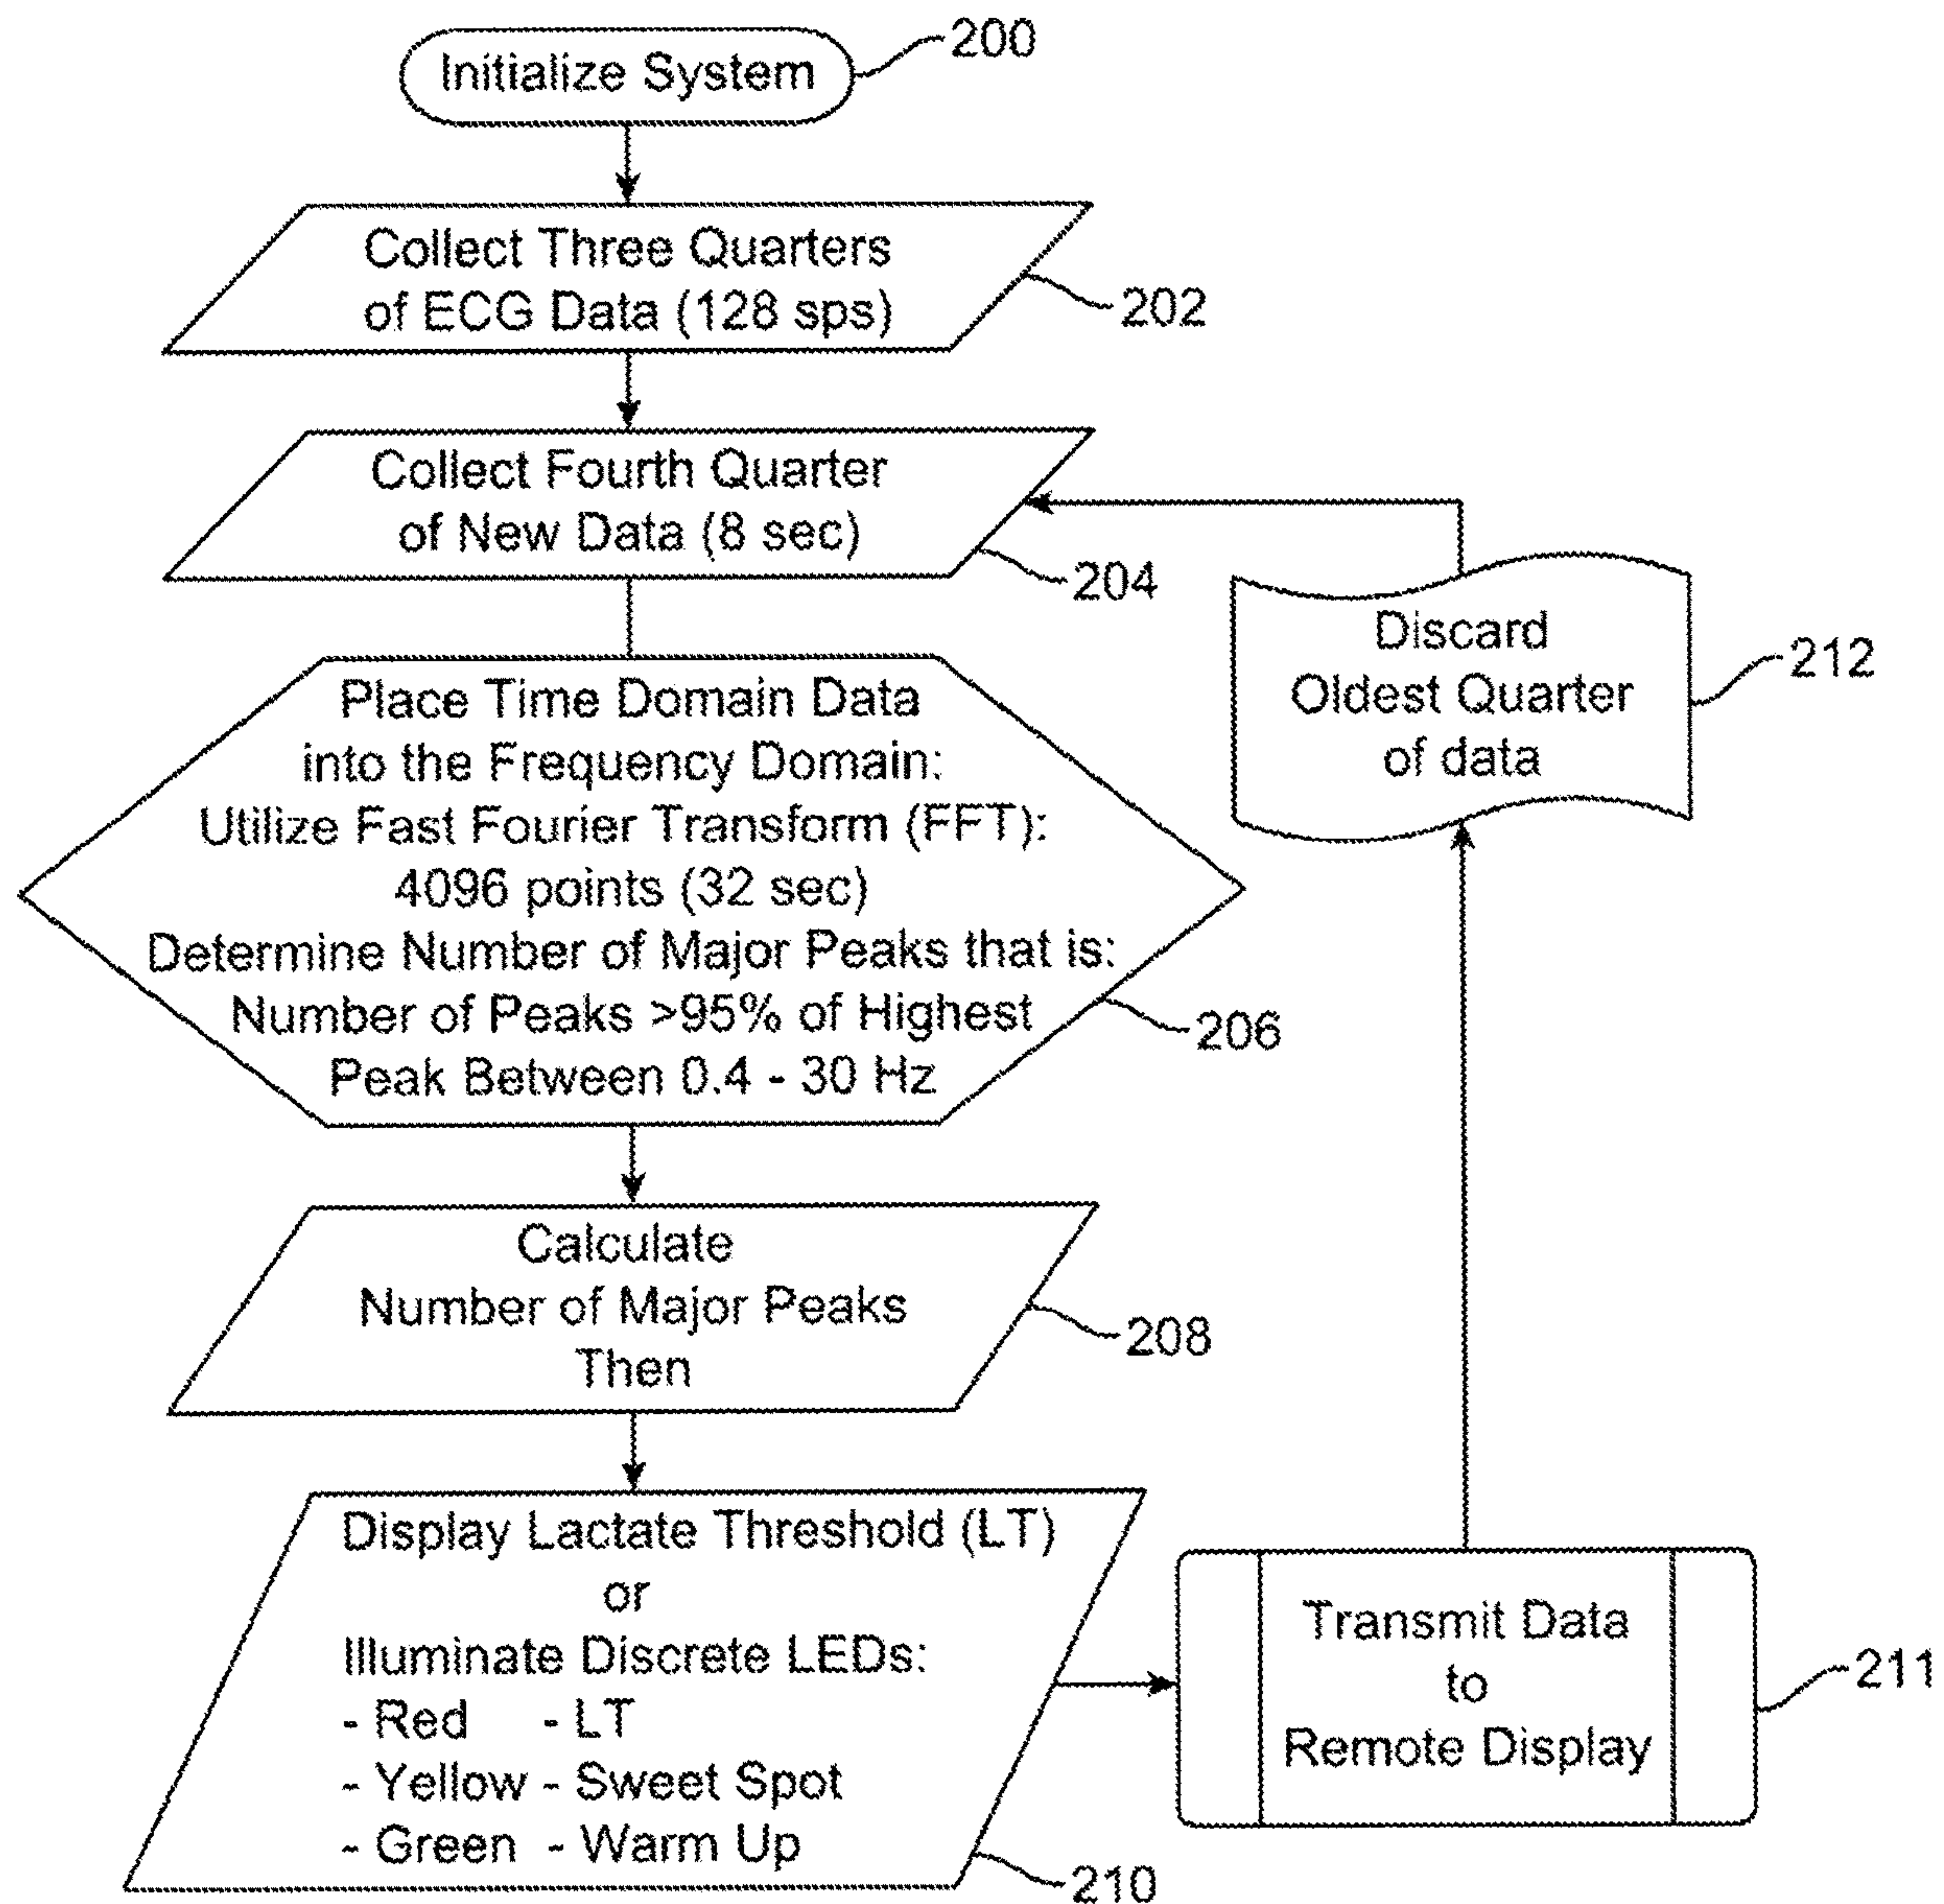 Initialize System
200
Collect Three Quarters
of ECG Data (128 sps)
202
Collect Fourth Quarter
of New Data (8 sec)
204
Discard
Oldest Quarter
of data
212
Place Time Domain Data
into the Frequency Domain:
Utilize Fast Fourier Transform (FFT):
4096 points (32 sec)
Determine Number of Major Peaks that is:
Number of Peaks >95% of Highest
Peak Between 0.4 - 30 Hz
206
Calculate
Number of Major Peaks
Then
208
Display Lactate Threshold (LT)
or
Illuminate Discrete LEDs:
- Red - LT
- Yellow - Sweet Spot
- Green - Warm Up
210
Transmit Data
to
Remote Display
211